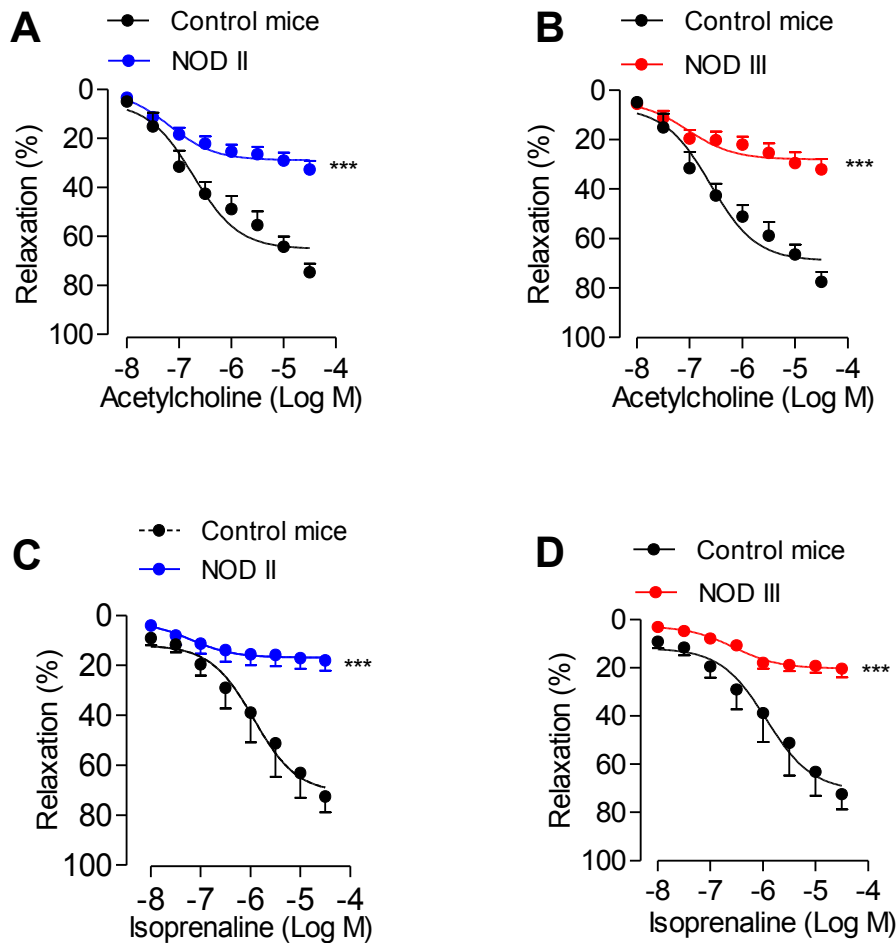 A
Control mice
NOD II
0
20
40
60
80
100
Relaxation (%)
***
-8 -7 -6 -5 -4
Acetylcholine (Log M)
B
Control mice
NOD III
0
20
40
60
80
100
Relaxation (%)
***
-8 -7 -6 -5 -4
Acetylcholine (Log M)
C
Control mice
NOD II
0
20
40
60
80
100
Relaxation (%)
***
-8 -7 -6 -5 -4
Isoprenaline (Log M)
D
Control mice
NOD III
0
20
40
60
80
100
Relaxation (%)
***
-8 -7 -6 -5 -4
Isoprenaline (Log M)